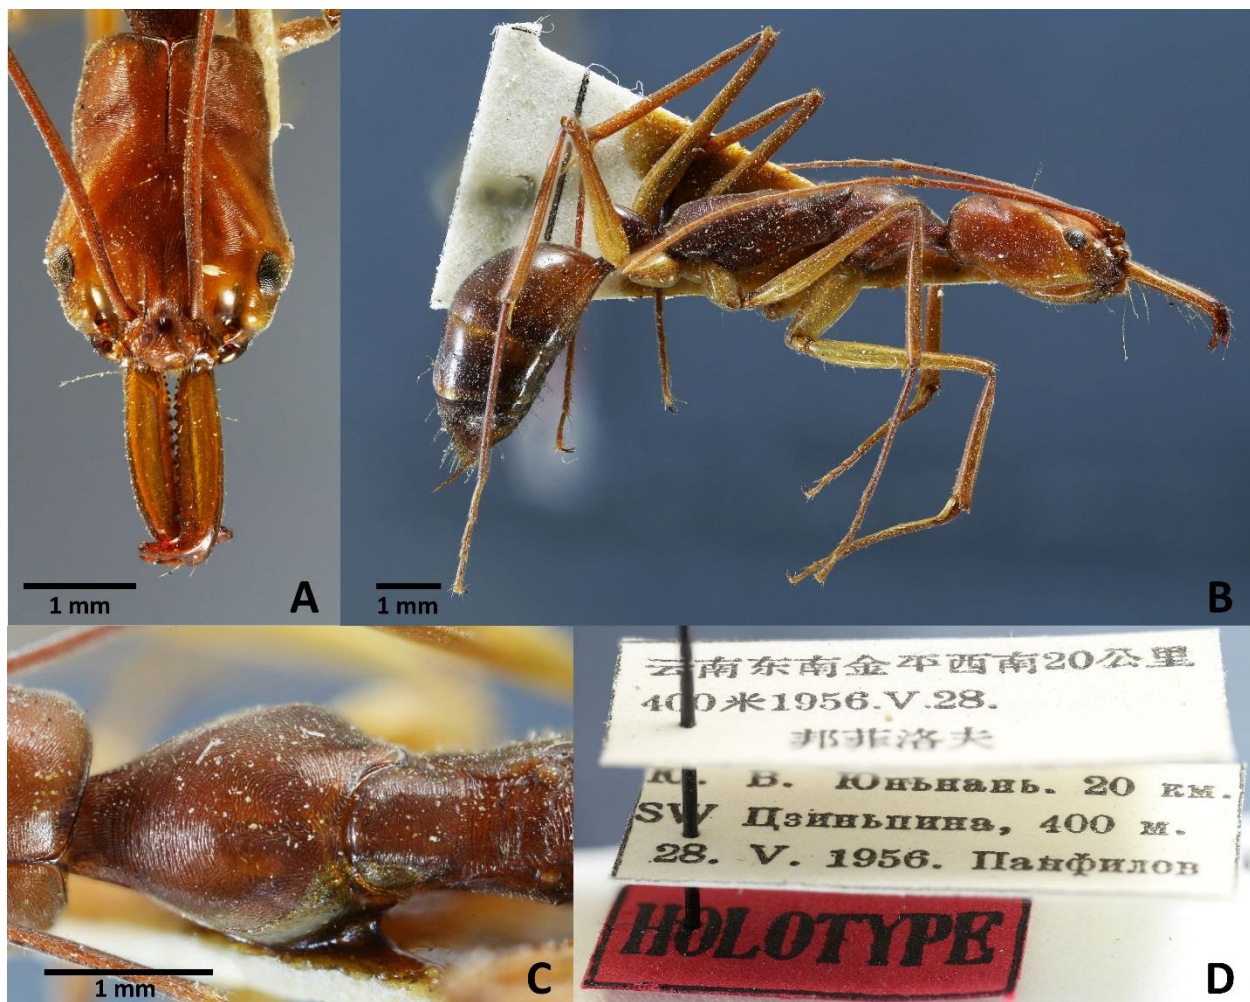 1 mm
A
1 mm
B
1 mm
C
云南东南金平西南20公里
400米1956.V.28.
邦菲洛夫
Ю. В. Юньнань. 20 км.
SW Цзиньпина, 400 м.
28. V. 1956. Панфилов
HOLOTYPE
D